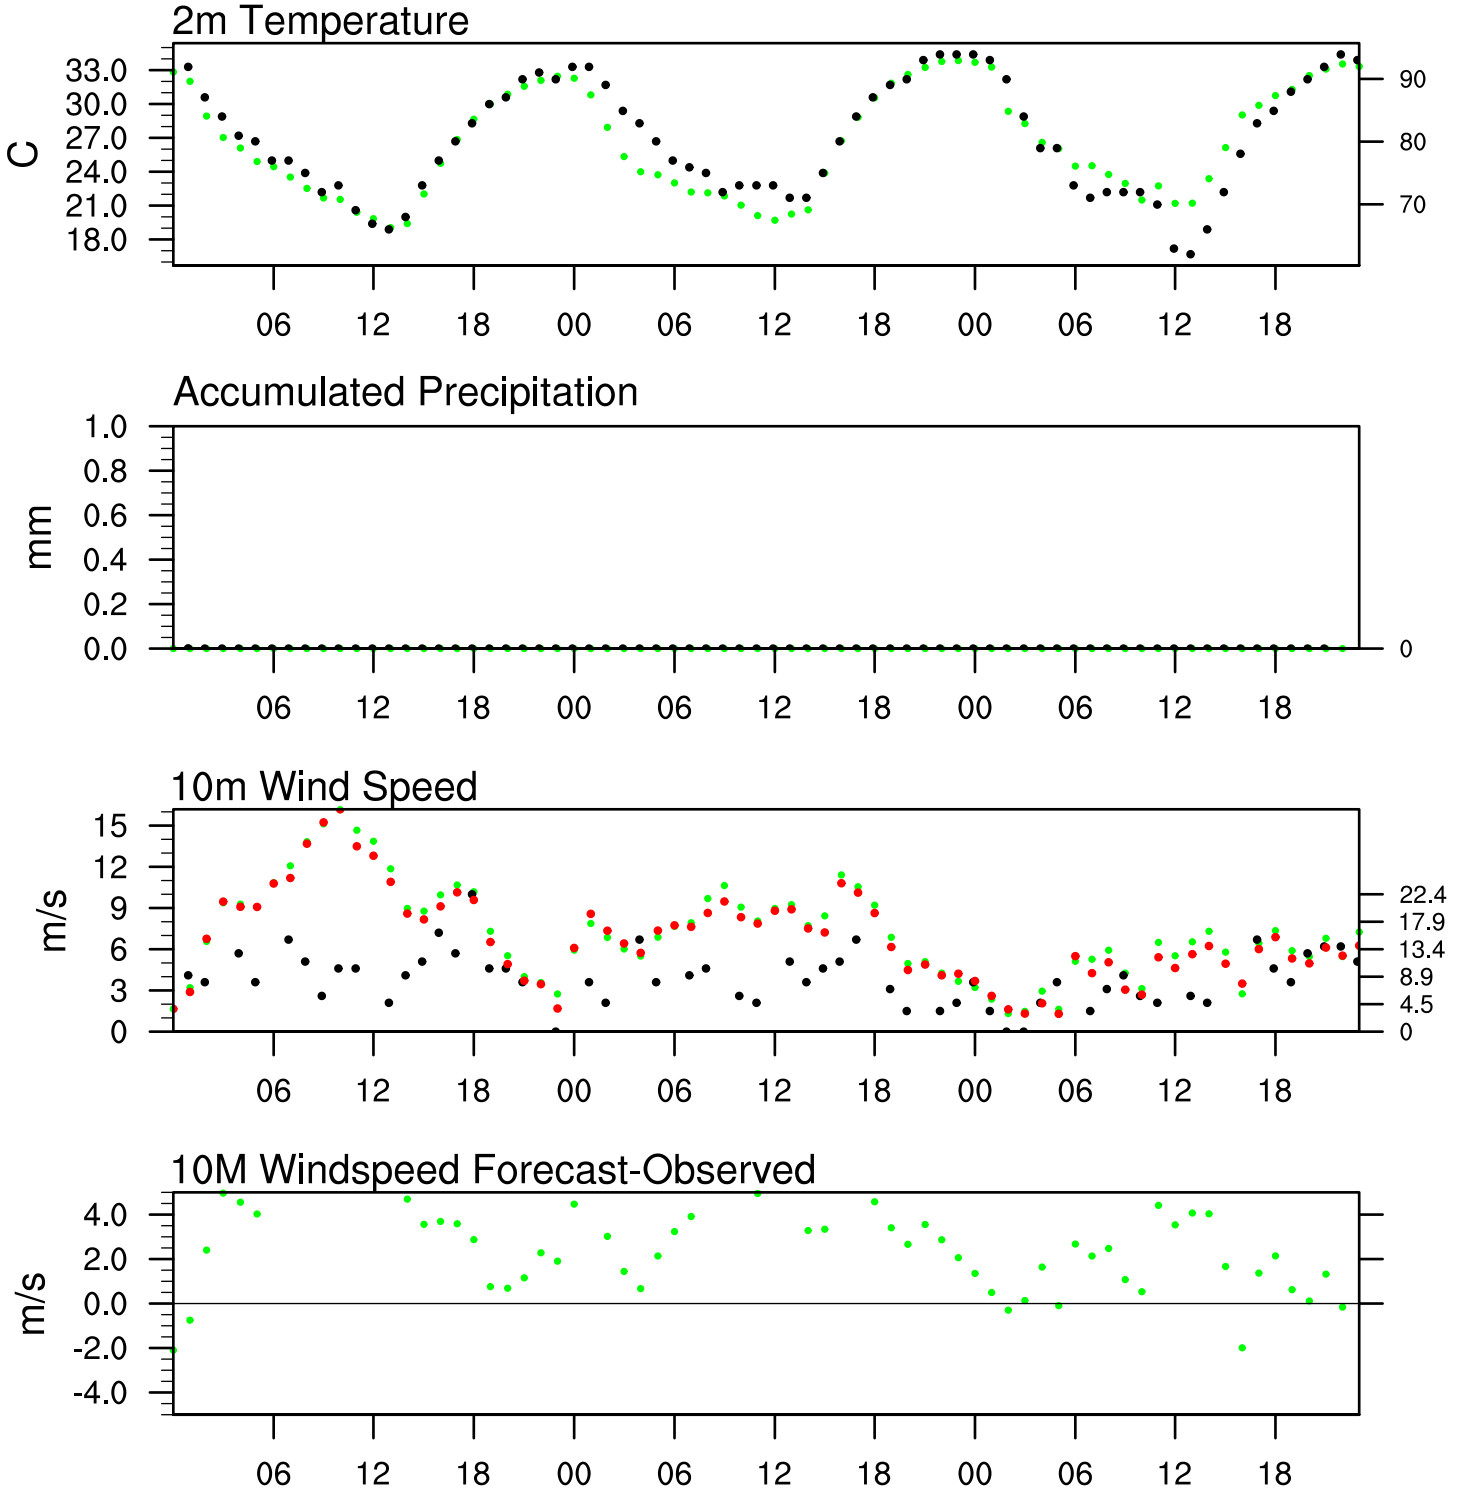 2m Temperature
C
33.0
30.0
27.0
24.0
21.0
18.0
90
80
70
06 12 18 00 06 12 18 00 06 12 18
Accumulated Precipitation
mm
1.0
0.8
0.6
0.4
0.2
0.0
0
06 12 18 00 06 12 18 00 06 12 18
10m Wind Speed
m/s
15
12
9
6
3
0
22.4
17.9
13.4
8.9
4.5
0
06 12 18 00 06 12 18 00 06 12 18
10M Windspeed Forecast-Observed
m/s
4.0
2.0
0.0
-2.0
-4.0
06 12 18 00 06 12 18 00 06 12 18